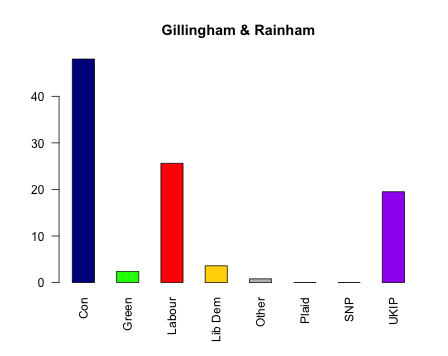 Gillingham & Rainham
40
30
20
10
0
Con
Green
Labour
Lib Dem
Other
Plaid
SNP
UKIP